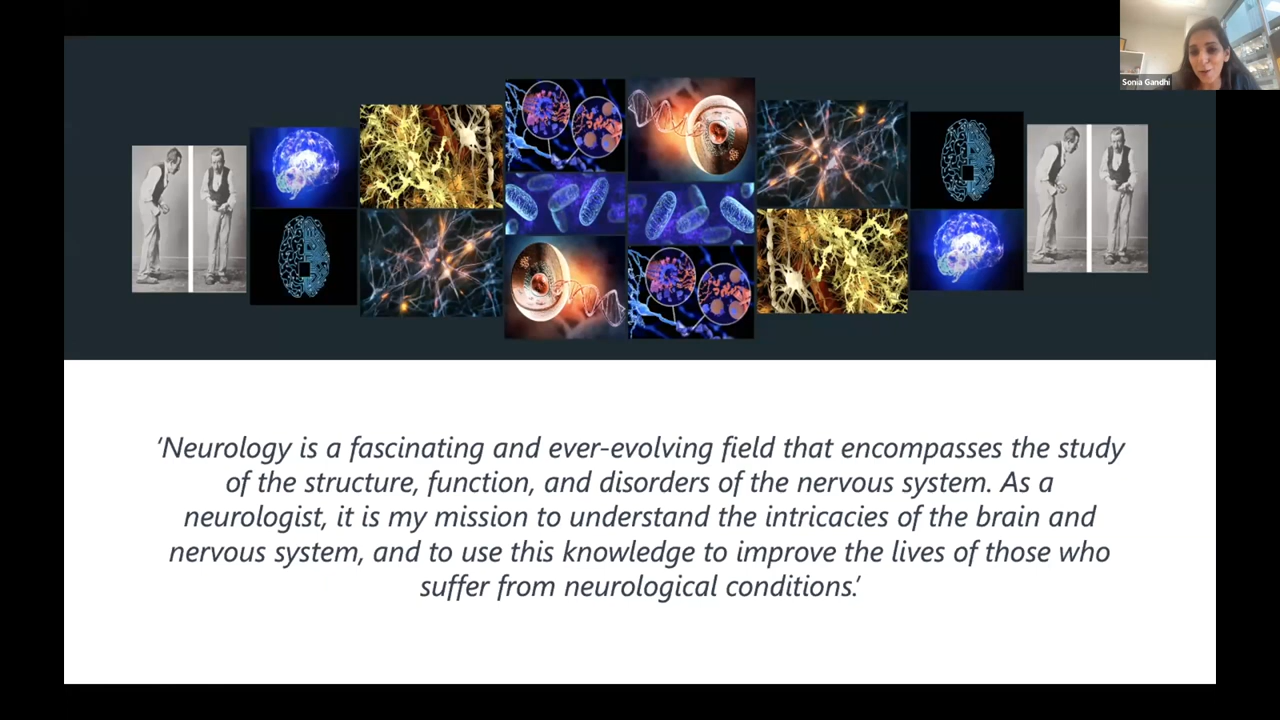 Sonia Gandhi
‘Neurology is a fascinating and ever-evolving field that encompasses the study
of the structure, function, and disorders of the nervous system. As a
neurologist, it is my mission to understand the intricacies of the brain and
nervous system, and to use this knowledge to improve the lives of those who
suffer from neurological conditions.’